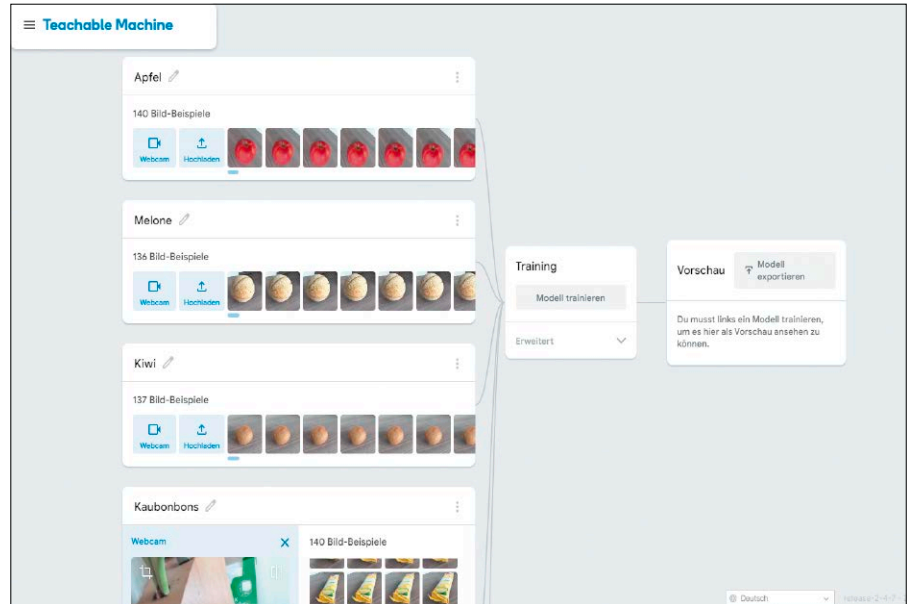 Teachable Machine
Apfel
140 Bild-Beispiele
Webcam
Hochladen
Melone
136 Bild-Beispiele
Webcam
Hochladen
Kiwi
137 Bild-Beispiele
Webcam
Hochladen
Kaubonbons
Webcam
140 Bild-Beispiele
Training
Modell trainieren
Erweitert
Vorschau
Modell
exportieren
Du musst links ein Modell trainieren,
um es hier als Vorschau ansehen zu
können.
Deutsch